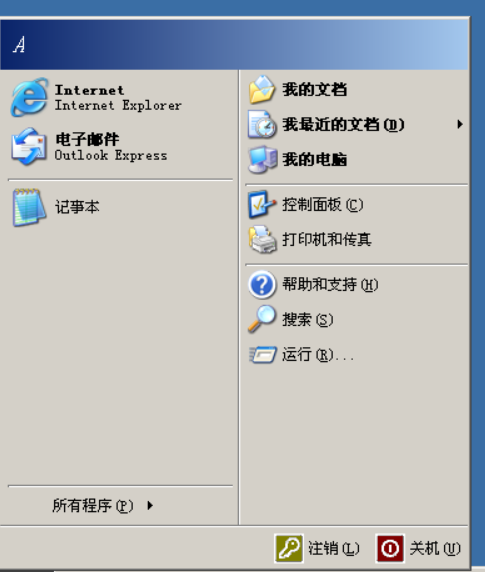 A
Internet
Internet Explorer
电子邮件
Outlook Express
记事本
所有程序(P)
我的文档
我最近的文档(D)
我的电脑
控制面板(C)
打印机和传真
帮助和支持(H)
搜索(S)
运行(R)...
注销(L)
关机(U)